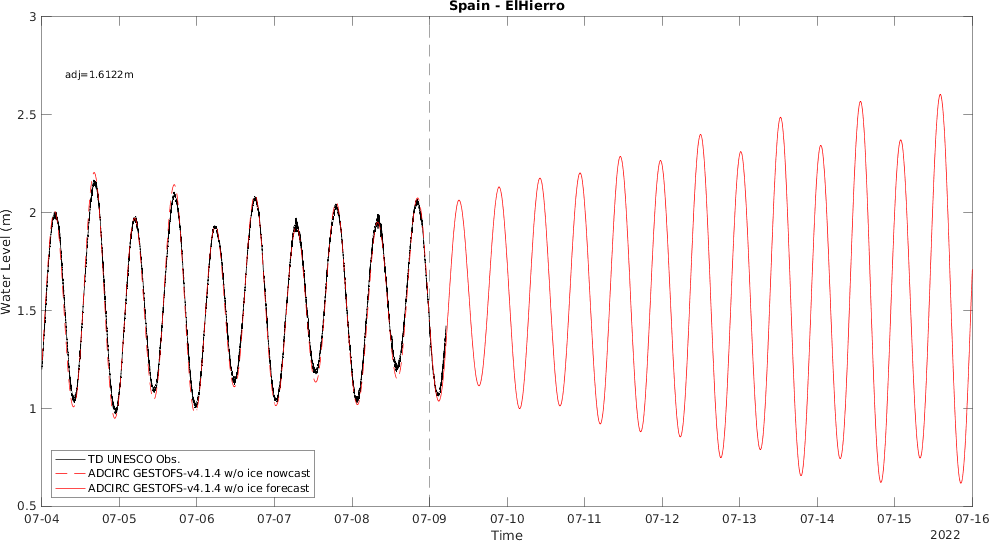 Spain - ElHierro
3
adj=1.6122m
2.5
2
Water Level (m)
1.5
1
TD UNESCO Obs.
ADCIRC GESTOFS-v4.1.4 w/o ice nowcast
ADCIRC GESTOFS-v4.1.4 w/o ice forecast
0.5
07-04 07-05 07-06 07-07 07-08 07-09 07-10 07-11 07-12 07-13 07-14 07-15 07-16
Time
2022